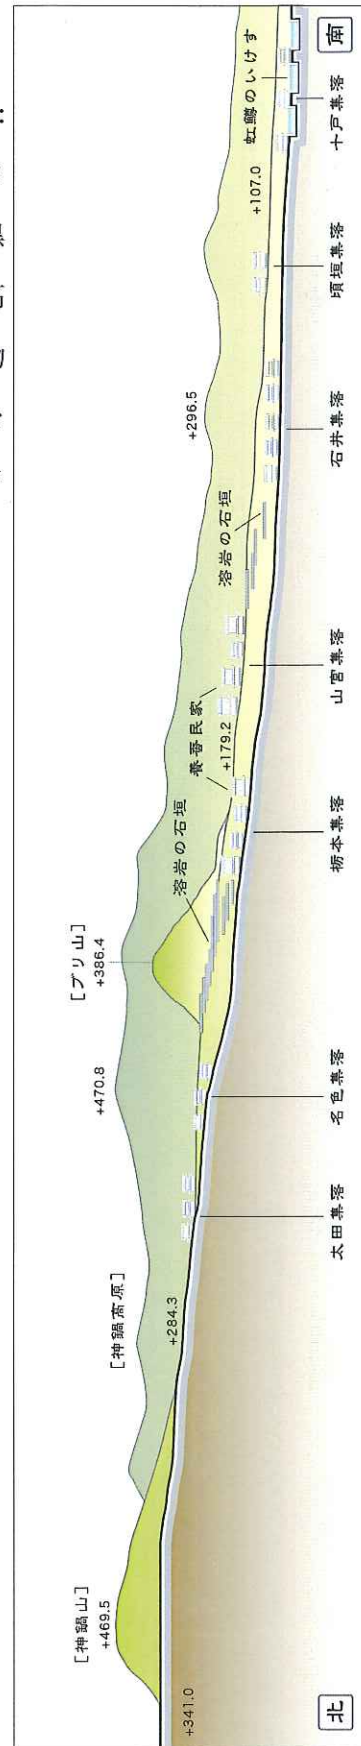 [神鍋山]
+469.5
+341.0
北
[神鍋高原]
+284.3
+470.8
[ブリ山]
+386.4
溶岩の石垣
養蚕民家
+179.2
溶岩の石垣
+296.5
+107.0
虹鱒のいけす
南
太田集落
名色集落
栃本集落
山宮集落
石井集落
頃垣集落
十戸集落